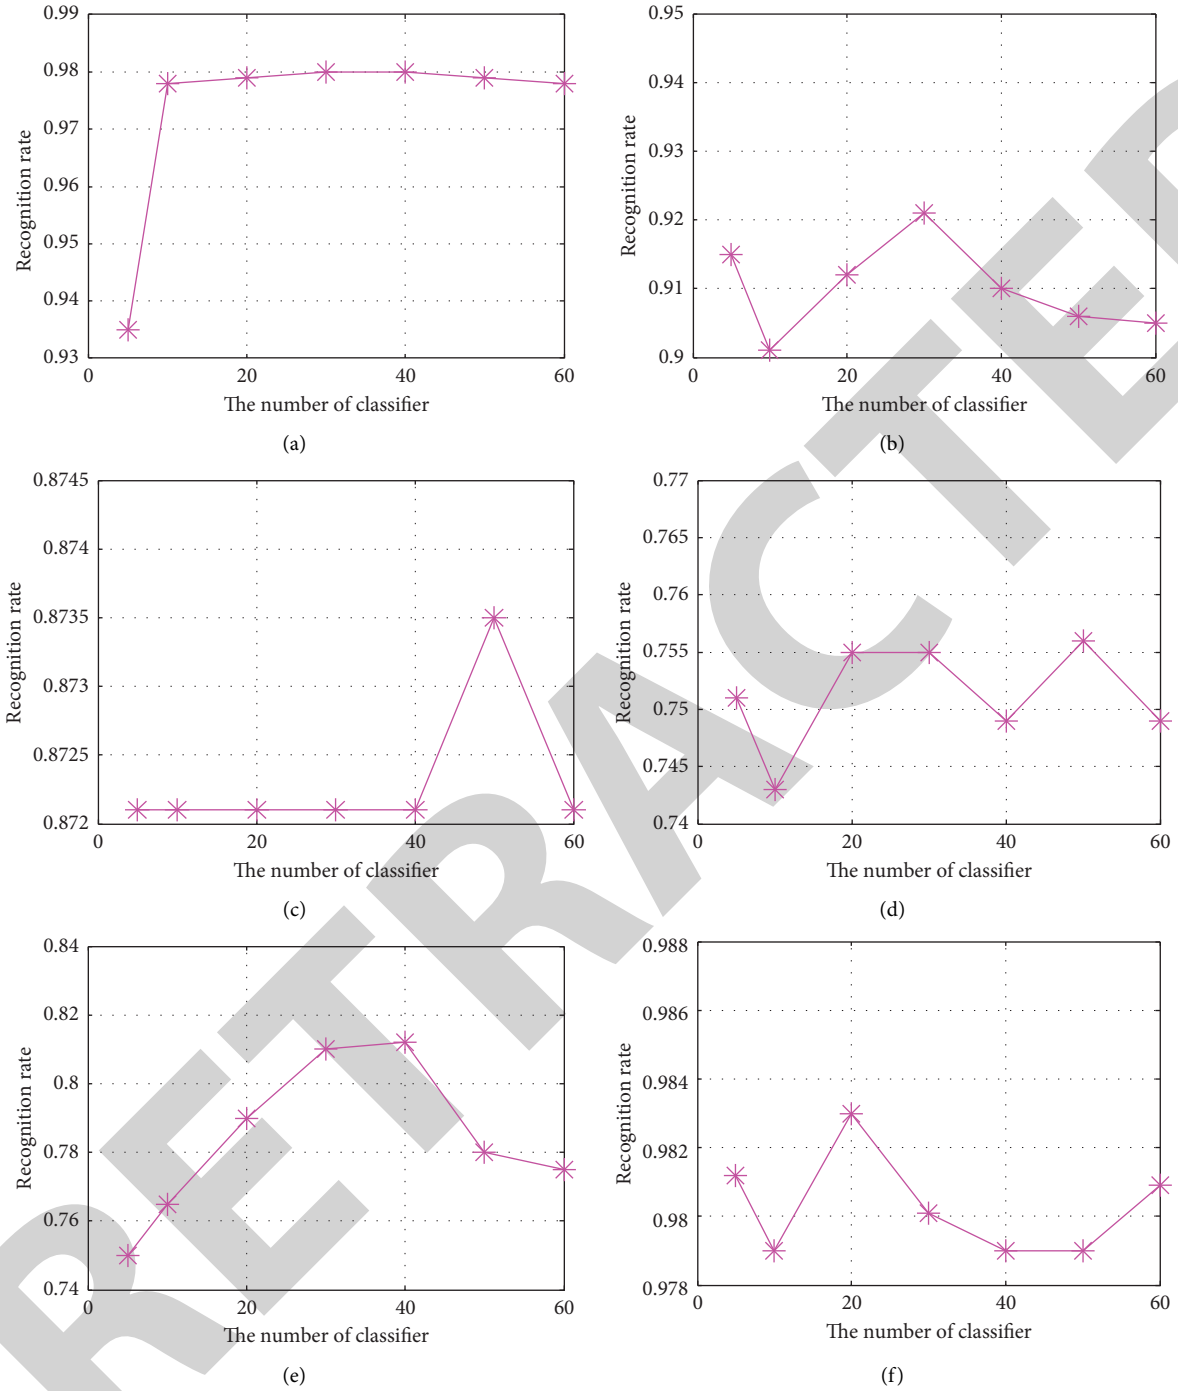 0.99
0.98
0.97
0.96
0.95
0.94
0.93
Recognition rate
0 20 40 60
The number of classifier
(a)
0.95
0.94
0.93
0.92
0.91
0.9
Recognition rate
0 20 40 60
The number of classifier
(b)
0.8745
0.874
0.8735
0.873
0.8725
0.872
Recognition rate
0 20 40 60
The number of classifier
(c)
0.77
0.765
0.76
0.755
0.75
0.745
0.74
Recognition rate
0 20 40 60
The number of classifier
(d)
0.84
0.82
0.8
0.78
0.76
0.74
Recognition rate
0 20 40 60
The number of classifier
(e)
0.988
0.986
0.984
0.982
0.98
0.978
Recognition rate
0 20 40 60
The number of classifier
(f)
RETRACTED